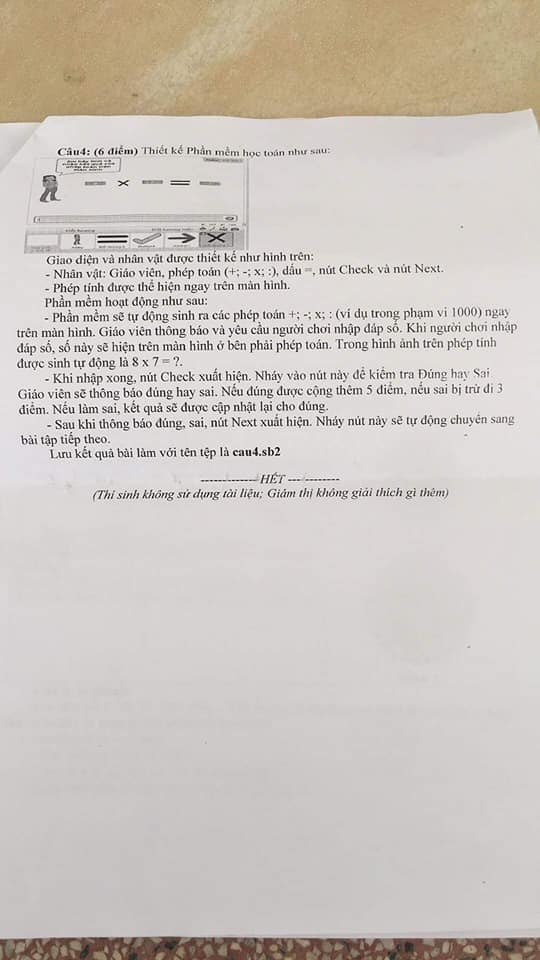 Câu4: (6 điểm) Thiết kế Phần mềm học toán như sau:
Giao diện và nhân vật được thiết kế như hình trên:
- Nhân vật: Giáo viên, phép toán (+; -; x; :), dấu =, nút Check và nút Next.
- Phép tính được thể hiện ngay trên màn hình.
Phần mềm hoạt động như sau:
- Phần mềm sẽ tự động sinh ra các phép toán +; -; x; : (ví dụ trong phạm vi 1000) ngay
trên màn hình. Giáo viên thông báo và yêu cầu người chơi nhập đáp số. Khi người chơi nhập
đáp số, số này sẽ hiện trên màn hình ở bên phải phép toán. Trong hình ảnh trên phép tính
được sinh tự động là 8 x 7 = ?.
- Khi nhập xong, nút Check xuất hiện. Nháy vào nút này để kiểm tra Đúng hay Sai.
Giáo viên sẽ thông báo đúng hay sai. Nếu đúng được cộng thêm 5 điểm, nếu sai bị trừ đi 3
điểm. Nếu làm sai, kết quả sẽ được cập nhật lại cho đúng.
- Sau khi thông báo đúng, sai, nút Next xuất hiện. Nháy nút này sẽ tự động chuyển sang
bài tập tiếp theo.
Lưu kết quả bài làm với tên tệp là cau4.sb2
-------------- HẾT -------------
(Thí sinh không sử dụng tài liệu; Giám thị không giải thích gì thêm)